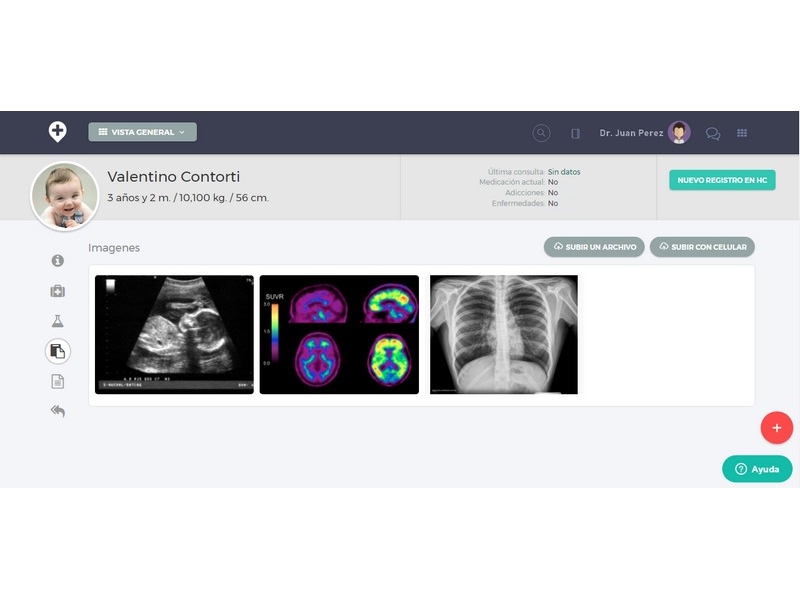 VISTA GENERAL
Dr. Juan Perez
Valentino Contorti
3 años y 2 m. / 10,100 kg. / 56 cm.
Última consulta: Sin datos
Medicación actual: No
Adicciones: No
Enfermedades: No
NUEVO REGISTRO EN HC
Imagenes
SUBIR UN ARCHIVO
SUBIR CON CELULAR
SUVR
Ayuda